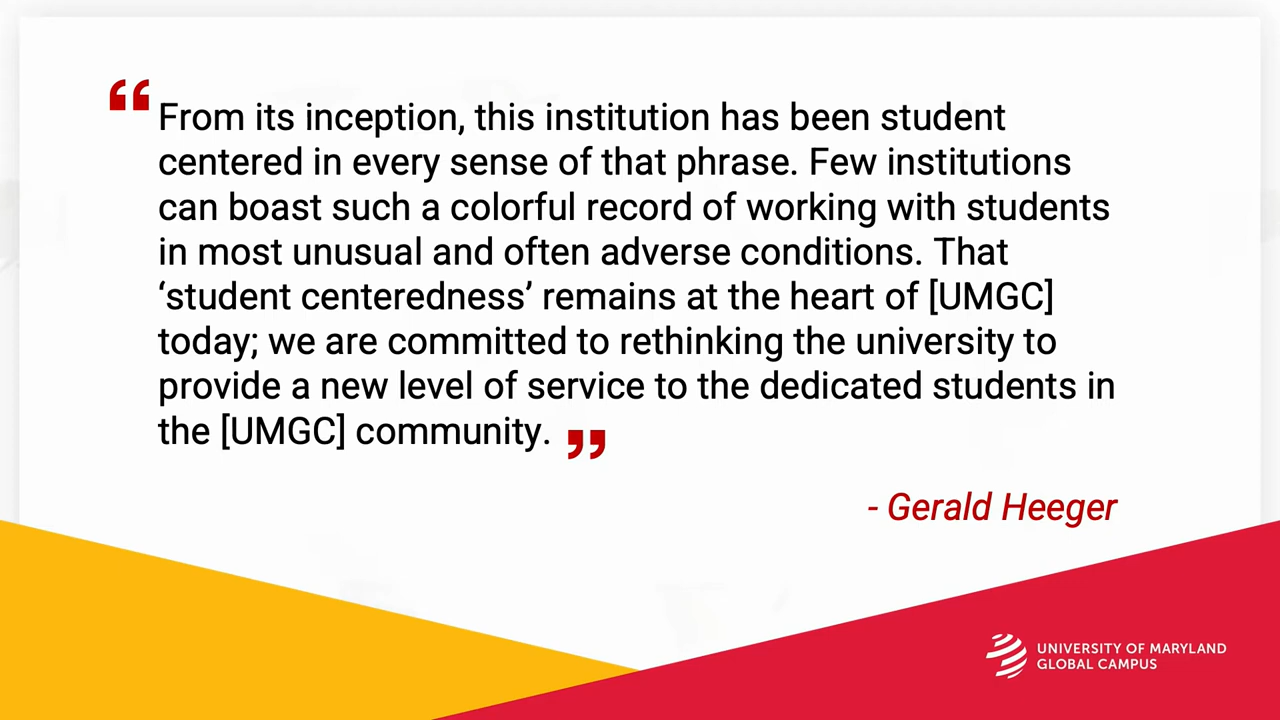 “From its inception, this institution has been student
centered in every sense of that phrase. Few institutions
can boast such a colorful record of working with students
in most unusual and often adverse conditions. That
‘student centeredness’ remains at the heart of [UMGC]
today; we are committed to rethinking the university to
provide a new level of service to the dedicated students in
the [UMGC] community.”
- Gerald Heeger
UNIVERSITY OF MARYLAND
GLOBAL CAMPUS